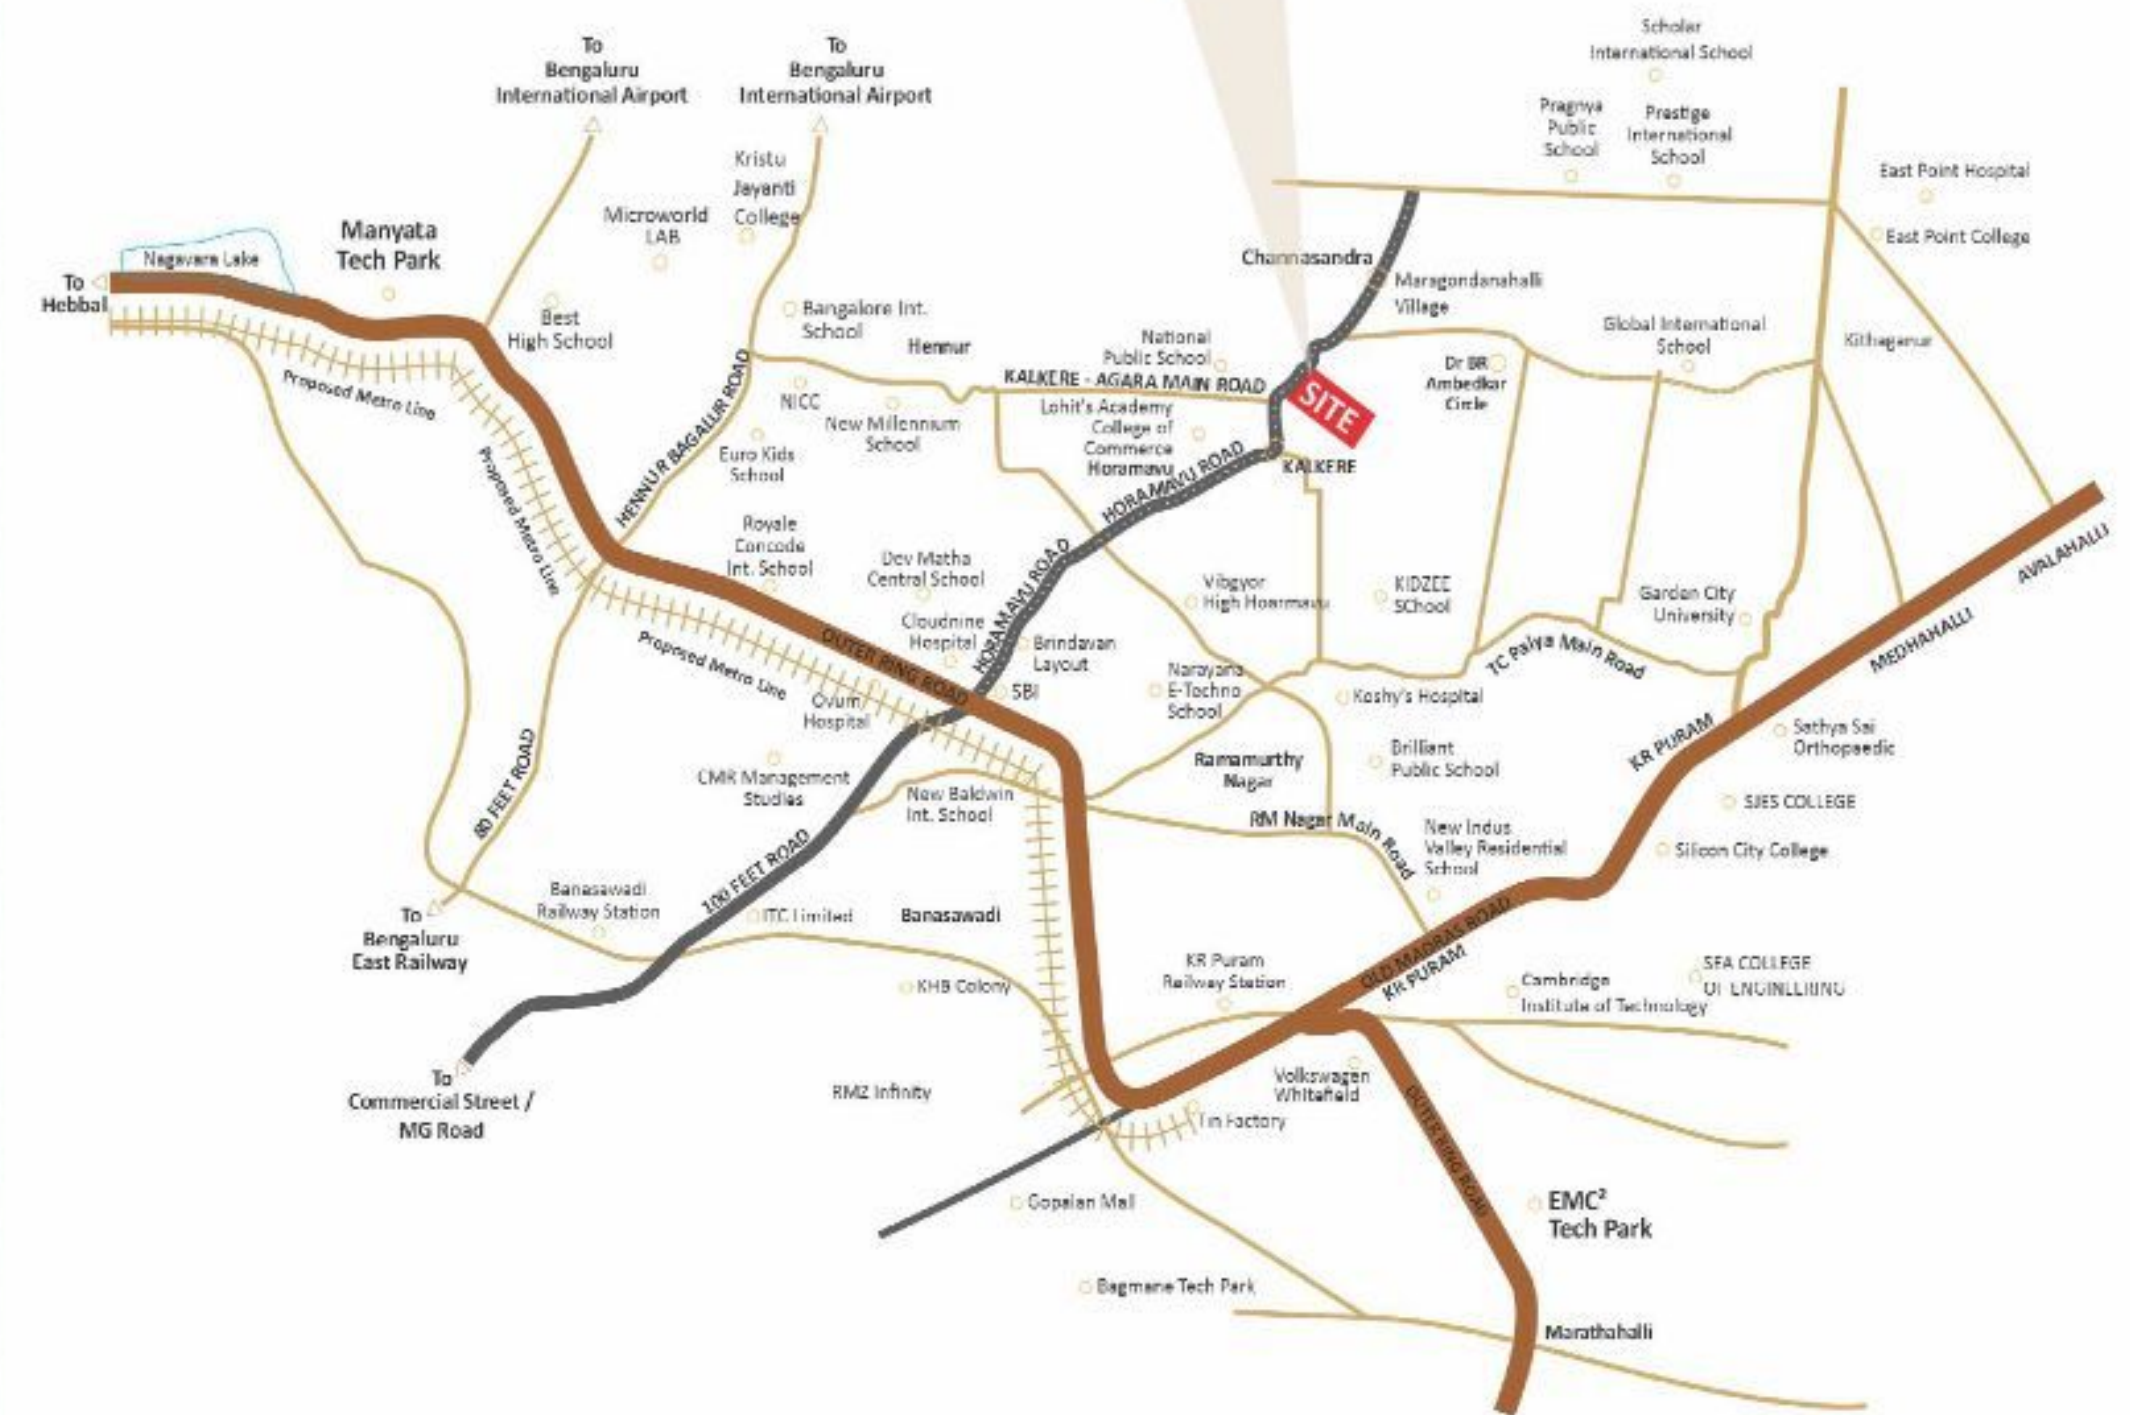 To
Bengaluru
International Airport
To
Bengaluru
International Airport
Scholar
International School
Pragnya
Public
School
Prestige
International
School
East Point Hospital
East Point College
Kristu
Jayanti
College
Microworld
LAB
Manyata
Tech Park
Nagavara Lake
To
Hebbal
Channasandra
Maragondanahalli
Village
Best
High School
Bangalore Int.
School
Hennur
National
Public School
Global International
School
Kithaganur
Proposed Metro Line
KALKERE - AGARA MAIN ROAD
Dr BR
Ambedkar
Circle
SITE
NICC
New Millennium
School
Lohit's Academy
College of
Commerce
Horamavu
HENNUR BAGALUR ROAD
Euro Kids
School
HORAMAVU ROAD
KALKERE
Proposed Metro Line
Royale
Concode
Int. School
Dev Matha
Central School
HORAMAVU ROAD
Vibgyor
High Hoarmavu
KIDZEE
SChool
Garden City
University
AVALAHALLI
MEDHAHALLI
Cloudnine
Hospital
Brindavan
Layout
OUTER RING ROAD
Proposed Metro Line
SBI
Narayana
E-Techno
School
Koshy's Hospital
TC Palya Main Road
Ovum
Hospital
KR PURAM
Sathya Sai
Orthopaedic
CMR Management
Studies
80 FEET ROAD
New Baldwin
Int. School
Ramamurthy
Nagar
Brilliant
Public School
SJES COLLEGE
RM Nagar Main Road
New Indus
Valley Residential
School
Silicon City College
100 FEET ROAD
Banasawadi
Railway Station
ITC Limited
Banasawadi
To
Bengaluru
East Railway
OLD MADRAS ROAD
KR PURAM
KR Puram
Railway Station
KHB Colony
Cambridge
Institute of Technology
SEA COLLEGE
OF ENGINEERING
To
Commercial Street /
MG Road
RMZ Infinity
Volkswagen
Whitefield
Tin Factory
OUTER RING ROAD
Gopalan Mall
EMC²
Tech Park
Bagmane Tech Park
Marathahalli